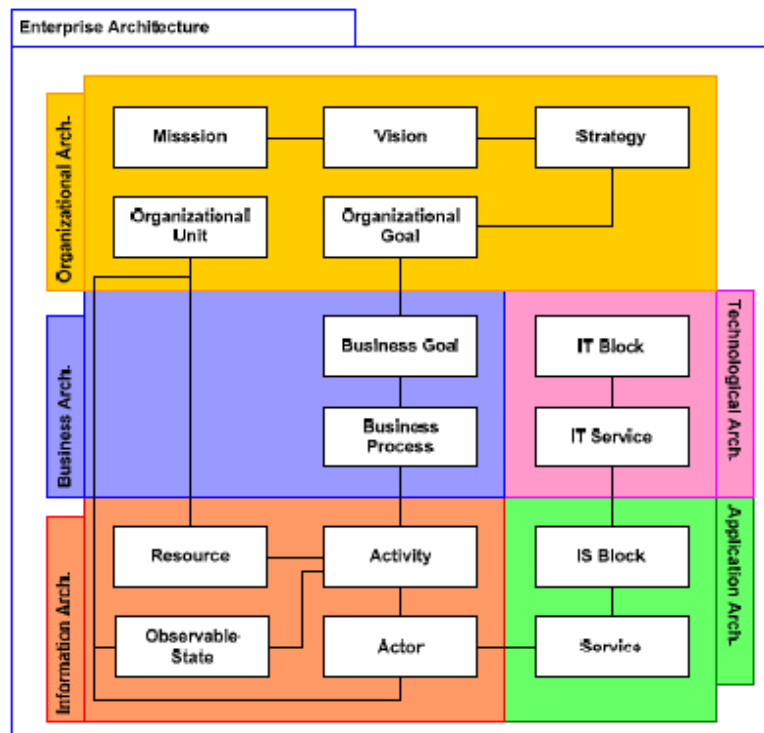 Enterprise Architecture
Organizational Arch.
Misssion
Vision
Strategy
Organizational
Unit
Organizational
Goal
Business Arch.
Business Goal
Business
Process
Technological Arch.
IT Block
IT Service
Information Arch.
Resource
Activity
Observable-
State
Actor
Application Arch.
IS Block
Service